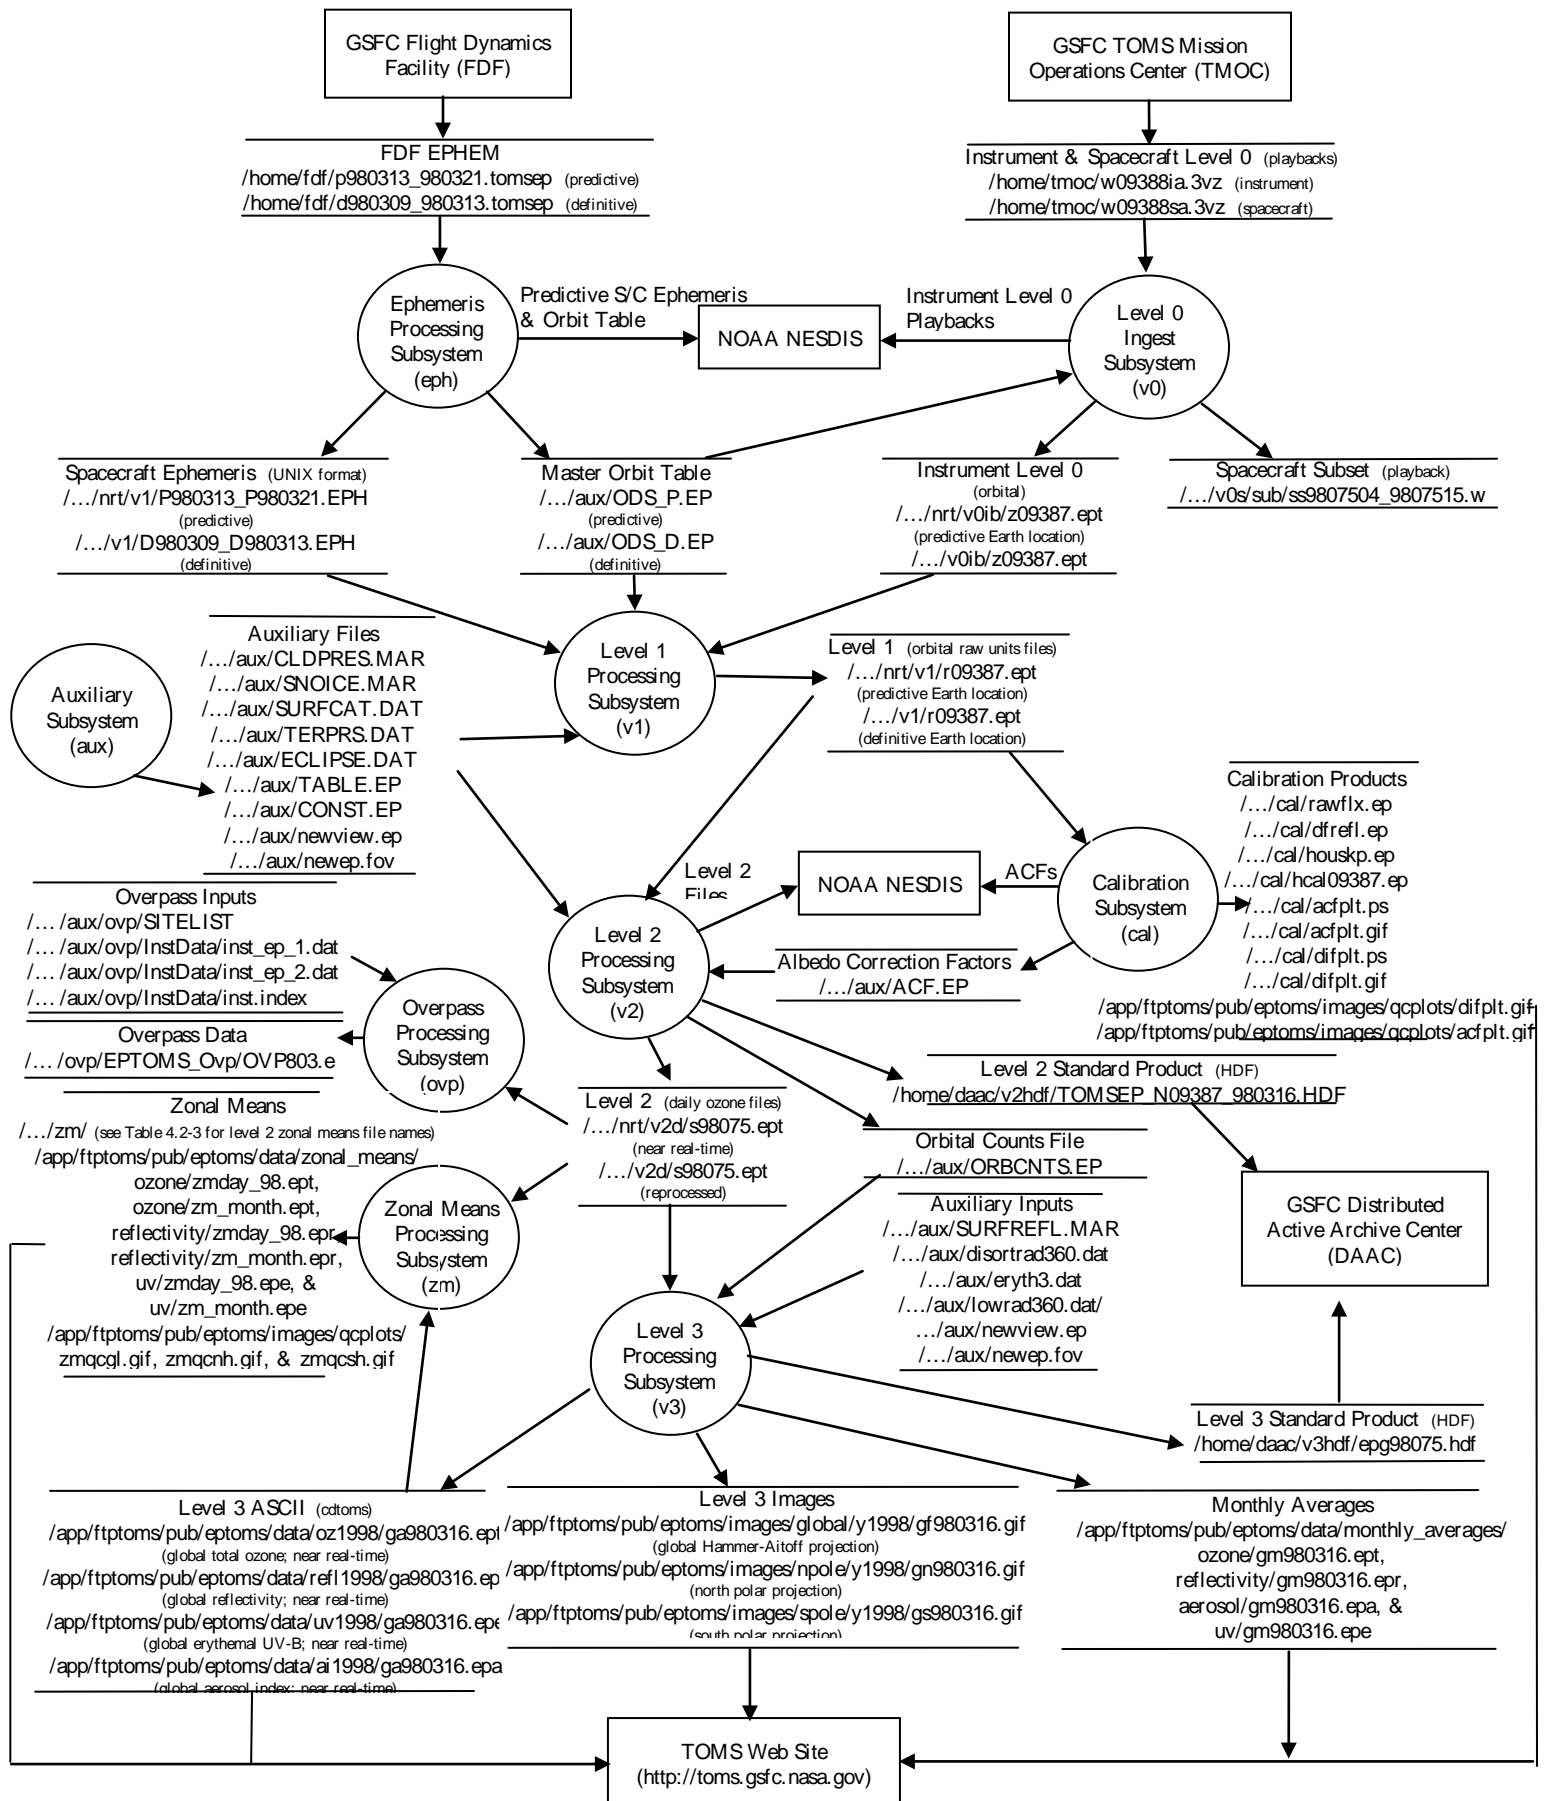 GSFC Flight Dynamics
Facility (FDF)
GSFC TOMS Mission
Operations Center (TMOC)
FDF EPHEM
/home/fdf/p980313_980321.tomsep (predictive)
/home/fdf/d980309_980313.tomsep (definitive)
Instrument & Spacecraft Level 0 (playbacks)
/home/tmoc/w09388ia.3vz (instrument)
/home/tmoc/w09388sa.3vz (spacecraft)
Ephemeris
Processing
Subsystem
(eph)
Predictive S/C Ephemeris
& Orbit Table
NOAA NESDIS
Instrument Level 0
Playbacks
Level 0
Ingest
Subsystem
(v0)
Spacecraft Ephemeris (UNIX format)
/.../nrt/v1/P980313_P980321.EPH
(predictive)
/.../v1/D980309_D980313.EPH
(definitive)
Master Orbit Table
/.../aux/ODS_P.EP
(predictive)
/.../aux/ODS_D.EP
(definitive)
Instrument Level 0
(orbital)
/.../nrt/v0ib/z09387.ept
(predictive Earth location)
/.../v0ib/z09387.ept
Spacecraft Subset (playback)
/.../v0s/sub/ss9807504_9807515.w
Auxiliary
Subsystem
(aux)
Auxiliary Files
/.../aux/CLDPRES.MAR
/.../aux/SNOICE.MAR
/.../aux/SURFCAT.DAT
/.../aux/TERPRS.DAT
/.../aux/ECLIPSE.DAT
/.../aux/TABLE.EP
/.../aux/CONST.EP
/.../aux/newview.ep
/.../aux/newep.fov
Level 1
Processing
Subsystem
(v1)
Level 1 (orbital raw units files)
/.../nrt/v1/r09387.ept
(predictive Earth location)
/.../v1/r09387.ept
(definitive Earth location)
Calibration Products
/.../cal/rawflx.ep
/.../cal/dfrefl.ep
/.../cal/houskp.ep
/.../cal/hcal09387.ep
/.../cal/acfplt.ps
/.../cal/acfplt.gif
/.../cal/difplt.ps
/.../cal/difplt.gif
/app/ftptoms/pub/eptoms/images/qcplots/difplt.gif
/app/ftptoms/pub/eptoms/images/qcplots/acfplt.gif
Overpass Inputs
/... /aux/ovp/SITELIST
/... /aux/ovp/InstData/inst_ep_1.dat
/... /aux/ovp/InstData/inst_ep_2.dat
/... /aux/ovp/InstData/inst.index
Level 2
Files
NOAA NESDIS
ACFs
Calibration
Subsystem
(cal)
Level 2
Processing
Subsystem
(v2)
Albedo Correction Factors
/.../aux/ACF.EP
Overpass
Processing
Subsystem
(ovp)
Overpass Data
/... /ovp/EPTOMS_Ovp/OVP803.e
Level 2 Standard Product (HDF)
/home/daac/v2hdf/TOMSEP_N09387_980316.HDF
Zonal Means
/.../zm/ (see Table 4.2-3 for level 2 zonal means file names)
/app/ftptoms/pub/eptoms/data/zonal_means/
ozone/zmday_98.ept,
ozone/zm_month.ept,
reflectivity/zmday_98.epr,
reflectivity/zm_month.epr,
uv/zmday_98.epe, &
uv/zm_month.epe
/app/ftptoms/pub/eptoms/images/qcplots/
zmqcgl.gif, zmqcnh.gif, & zmqcsh.gif
Level 2 (daily ozone files)
/.../nrt/v2d/s98075.ept
(near real-time)
/.../v2d/s98075.ept
(reprocessed)
Orbital Counts File
/.../aux/ORBCNTS.EP
Zonal Means
Processing
Subsystem
(zm)
Auxiliary Inputs
/.../aux/SURFREFL.MAR
/.../aux/disortrad360.dat
/.../aux/eryth3.dat
/.../aux/lowrad360.dat/
.../aux/newview.ep
/.../aux/newep.fov
GSFC Distributed
Active Archive Center
(DAAC)
Level 3
Processing
Subsystem
(v3)
Level 3 Standard Product (HDF)
/home/daac/v3hdf/epg98075.hdf
Level 3 ASCII (cdtoms)
/app/ftptoms/pub/eptoms/data/oz1998/ga980316.ept
(global total ozone; near real-time)
/app/ftptoms/pub/eptoms/data/refl1998/ga980316.ep
(global reflectivity; near real-time)
/app/ftptoms/pub/eptoms/data/uv1998/ga980316.epe
(global erythemal UV-B; near real-time)
/app/ftptoms/pub/eptoms/data/ai1998/ga980316.epa
(global aerosol index; near real-time)
Level 3 Images
/app/ftptoms/pub/eptoms/images/global/y1998/gf980316.gif
(global Hammer-Aitoff projection)
/app/ftptoms/pub/eptoms/images/npole/y1998/gn980316.gif
(north polar projection)
/app/ftptoms/pub/eptoms/images/spole/y1998/gs980316.gif
(south polar projection)
Monthly Averages
/app/ftptoms/pub/eptoms/data/monthly_averages/
ozone/gm980316.ept,
reflectivity/gm980316.epr,
aerosol/gm980316.epa, &
uv/gm980316.epe
TOMS Web Site
(http://toms.gsfc.nasa.gov)